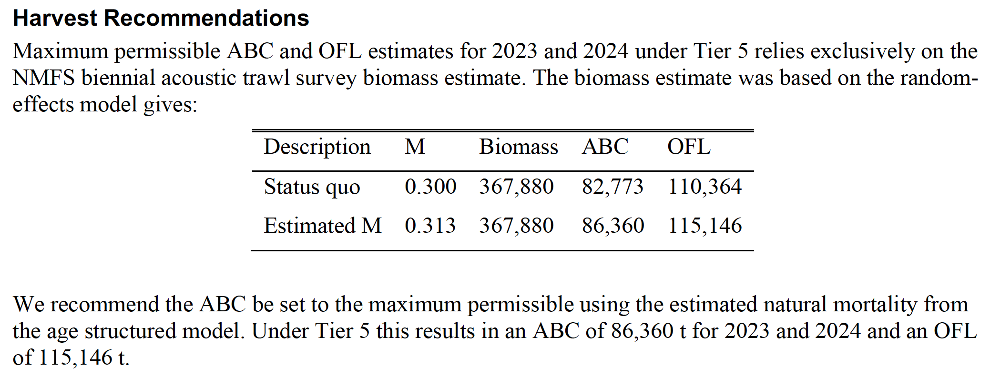 Harvest Recommendations
Maximum permissible ABC and OFL estimates for 2023 and 2024 under Tier 5 relies exclusively on the
NMFS biennial acoustic trawl survey biomass estimate. The biomass estimate was based on the random-
effects model gives:
Description M Biomass ABC OFL
Status quo 0.300 367,880 82,773 110,364
Estimated M 0.313 367,880 86,360 115,146
We recommend the ABC be set to the maximum permissible using the estimated natural mortality from
the age structured model. Under Tier 5 this results in an ABC of 86,360 t for 2023 and 2024 and an OFL
of 115,146 t.